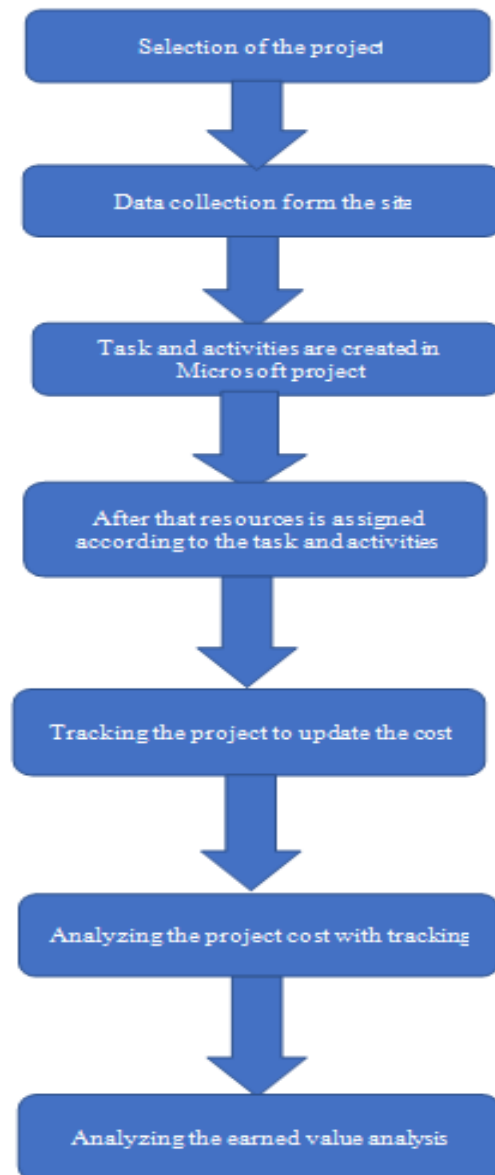 Selection of the project
Data collection form the site
Task and activities are created in
Microsoft project
After that resources is assigned
according to the task and activities
Tracking the project to update the cost
Analyzing the project cost with tracking
Analyzing the earned value analysis